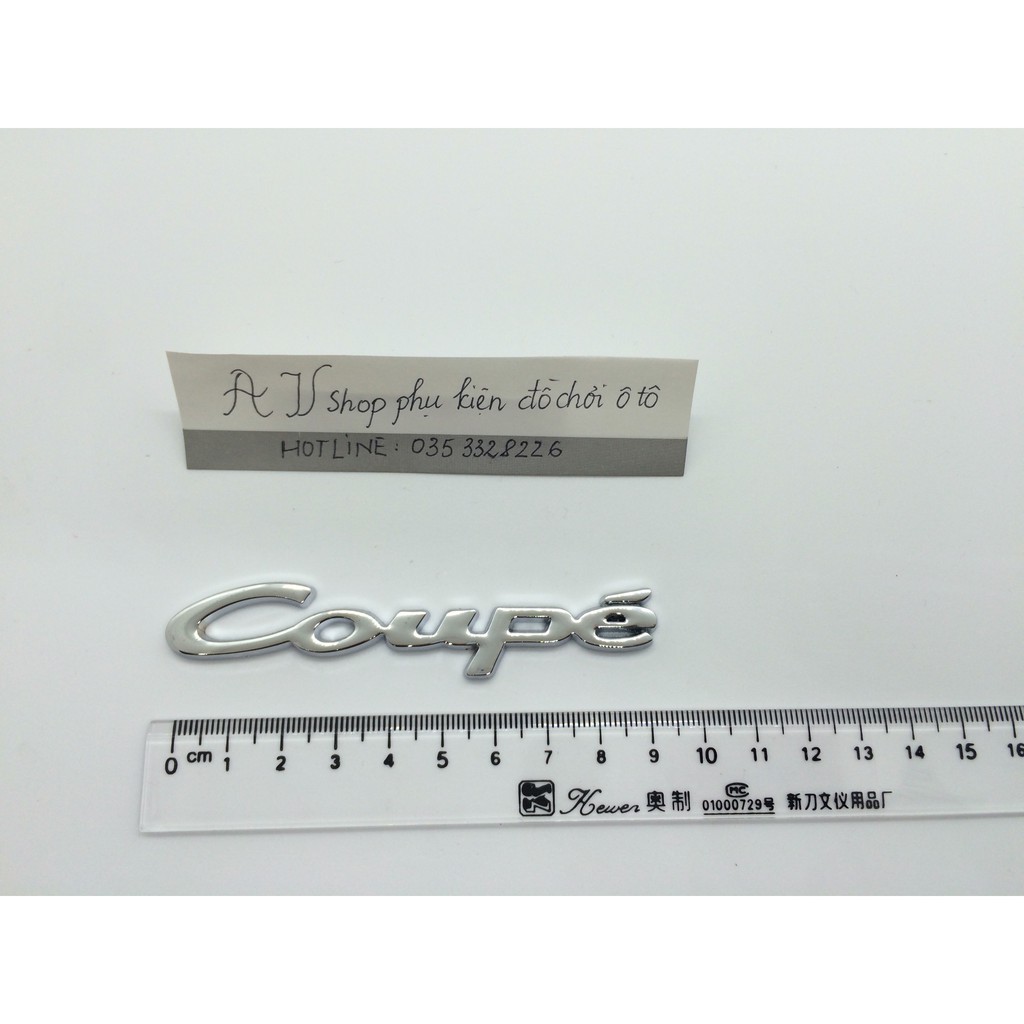 AV shop phụ kiện đồ chơi ô tô
HOTLINE: 035 3328226
Coupé
0 cm 1 2 3 4 5 6 7 8 9 10 11 12 13 14 15 16
Hewen 奥制 MC 01000729号 新刀文仪用品厂